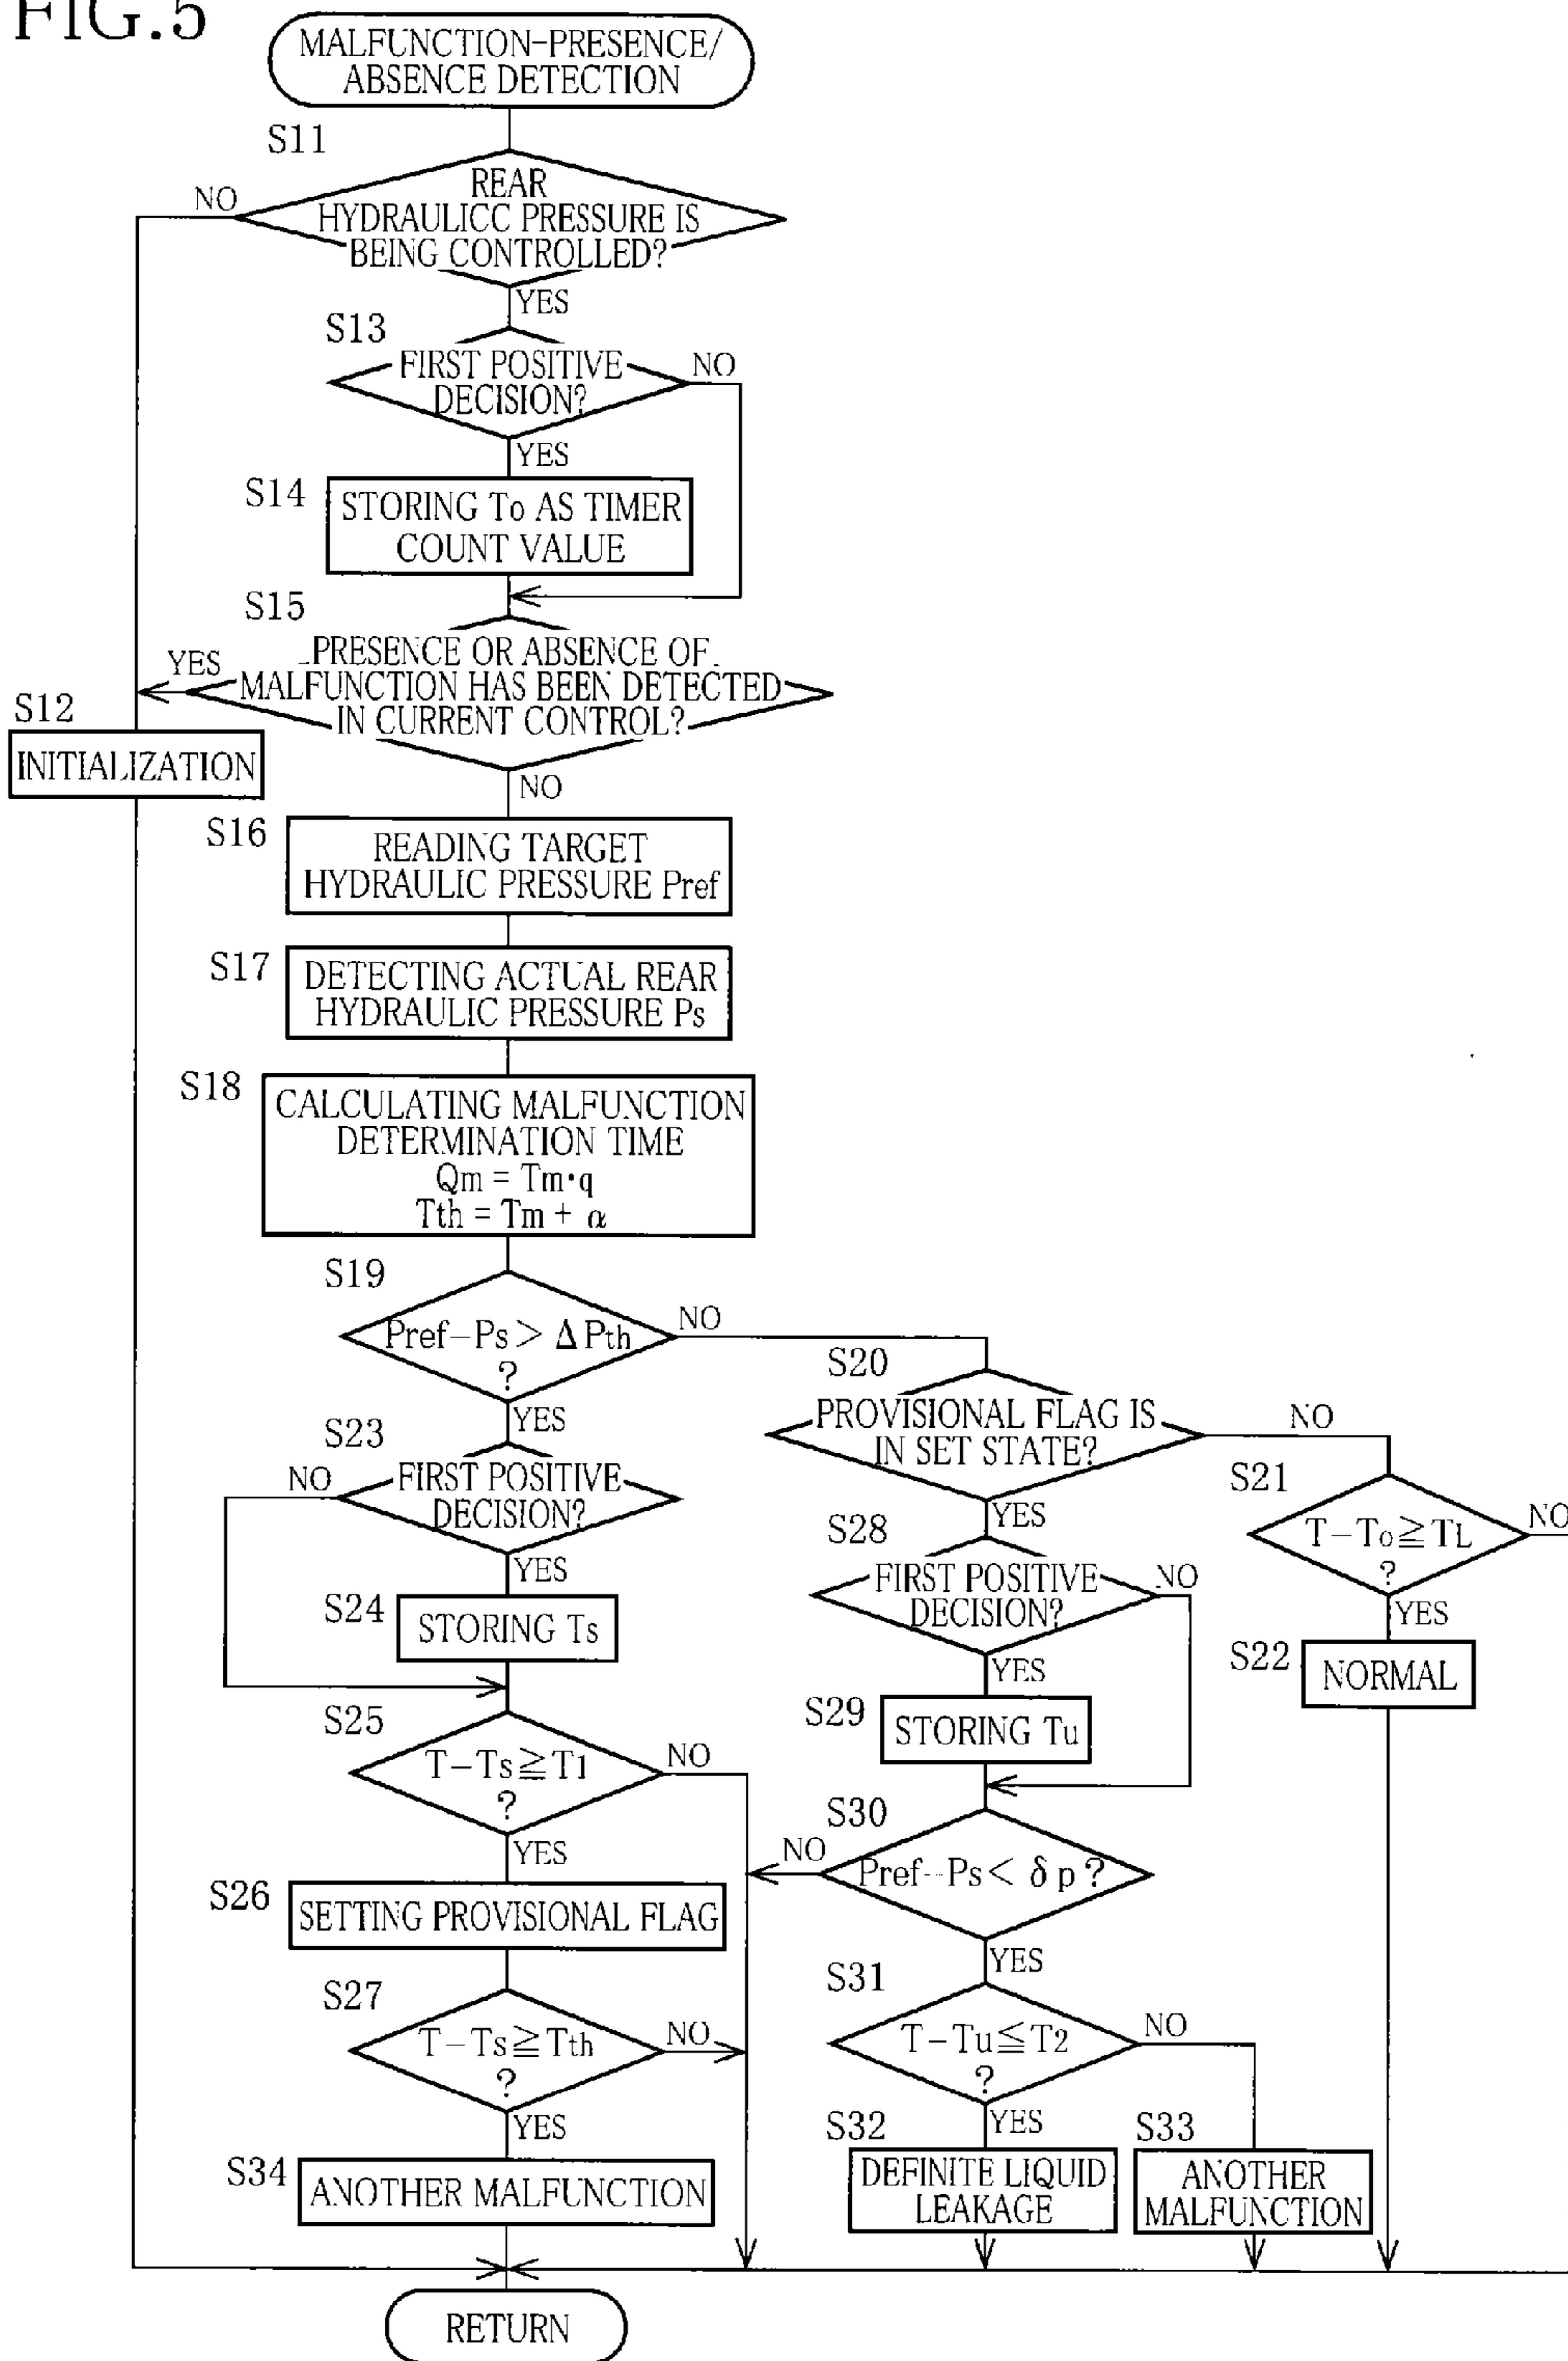 FIG.5
MALFUNCTION-PRESENCE/
ABSENCE DETECTION
S11
REAR
HYDRAULICC PRESSURE IS
BEING CONTROLLED?
NO
YES
S13
FIRST POSITIVE
DECISION?
NO
YES
S14
STORING To AS TIMER
COUNT VALUE
S15
PRESENCE OR ABSENCE OF
MALFUNCTION HAS BEEN DETECTED
IN CURRENT CONTROL?
YES
NO
S12
INITIALIZATION
S16
READING TARGET
HYDRAULIC PRESSURE Pref
S17
DETECTING ACTUAL REAR
HYDRAULIC PRESSURE Ps
S18
CALCULATING MALFUNCTION
DETERMINATION TIME
Qm = Tm·q
Tth = Tm + α
S19
Pref-Ps > ΔPth
?
NO
YES
S20
PROVISIONAL FLAG IS
IN SET STATE?
NO
YES
S21
T-To≧TL
?
NO
YES
S22
NORMAL
S23
FIRST POSITIVE
DECISION?
NO
YES
S24
STORING Ts
S25
T-Ts≧T1
?
NO
YES
S26
SETTING PROVISIONAL FLAG
S27
T-Ts≧Tth
?
NO
YES
S34
ANOTHER MALFUNCTION
S28
FIRST POSITIVE
DECISION?
NO
YES
S29
STORING Tu
S30
Pref-Ps < δp ?
NO
YES
S31
T-Tu≦T2
?
NO
YES
S32
DEFINITE LIQUID
LEAKAGE
S33
ANOTHER
MALFUNCTION
RETURN